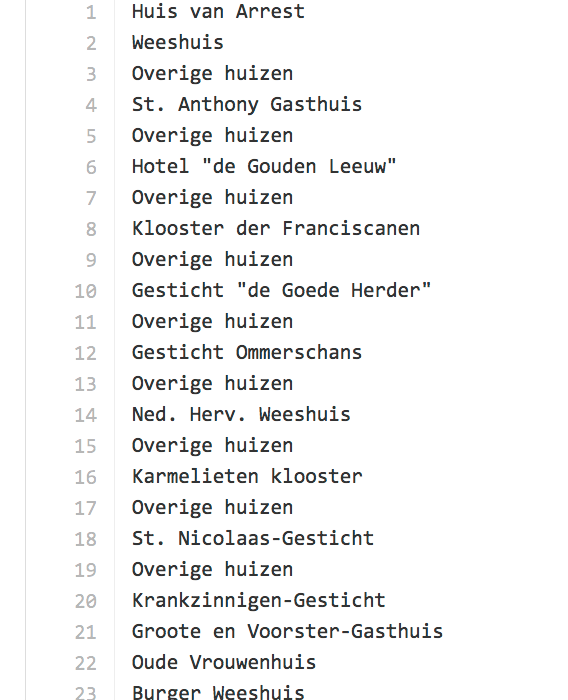 1 Huis van Arrest
2 Weeshuis
3 Overige huizen
4 St. Anthony Gasthuis
5 Overige huizen
6 Hotel "de Gouden Leeuw"
7 Overige huizen
8 Klooster der Franciscanen
9 Overige huizen
10 Gesticht "de Goede Herder"
11 Overige huizen
12 Gesticht Ommerschans
13 Overige huizen
14 Ned. Herv. Weeshuis
15 Overige huizen
16 Karmelieten klooster
17 Overige huizen
18 St. Nicolaas-Gesticht
19 Overige huizen
20 Krankzinnigen-Gesticht
21 Groote en Voorster-Gasthuis
22 Oude Vrouwenhuis
23 Burger Weeshuis